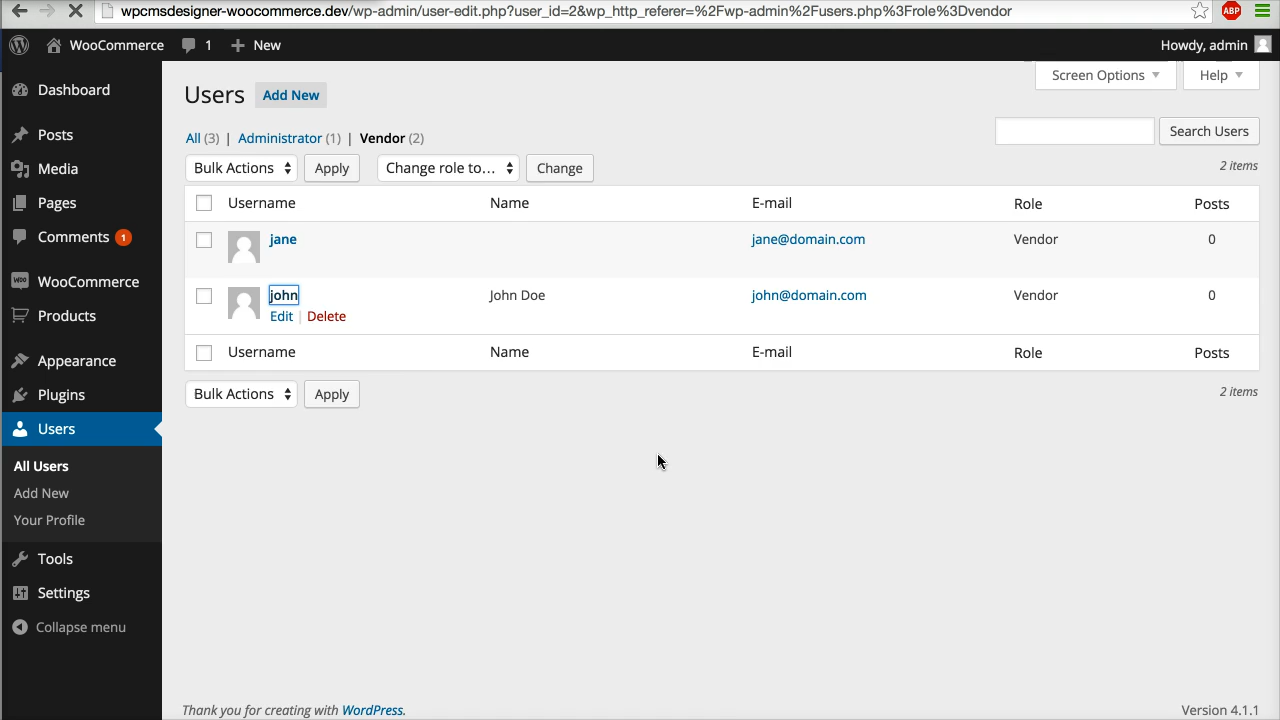 wpcmsdesigner-woocommerce.dev/wp-admin/user-edit.php?user_id=2&wp_http_referer=%2Fwp-admin%2Fusers.php%3Frole%3Dvendor ABP
WooCommerce 1 + New Howdy, admin
Dashboard
Posts
Media
Pages
Comments 1
WOO WooCommerce
Products
Appearance
Plugins
Users
All Users
Add New
Your Profile
Tools
Settings
Collapse menu
Screen Options Help
Users Add New
All (3) | Administrator (1) | Vendor (2)
Search Users
Bulk Actions Apply Change role to... Change 2 items
Username Name E-mail Role Posts
jane jane@domain.com Vendor 0
john John Doe john@domain.com Vendor 0
Edit | Delete
Username Name E-mail Role Posts
Bulk Actions Apply 2 items
Thank you for creating with WordPress. Version 4.1.1